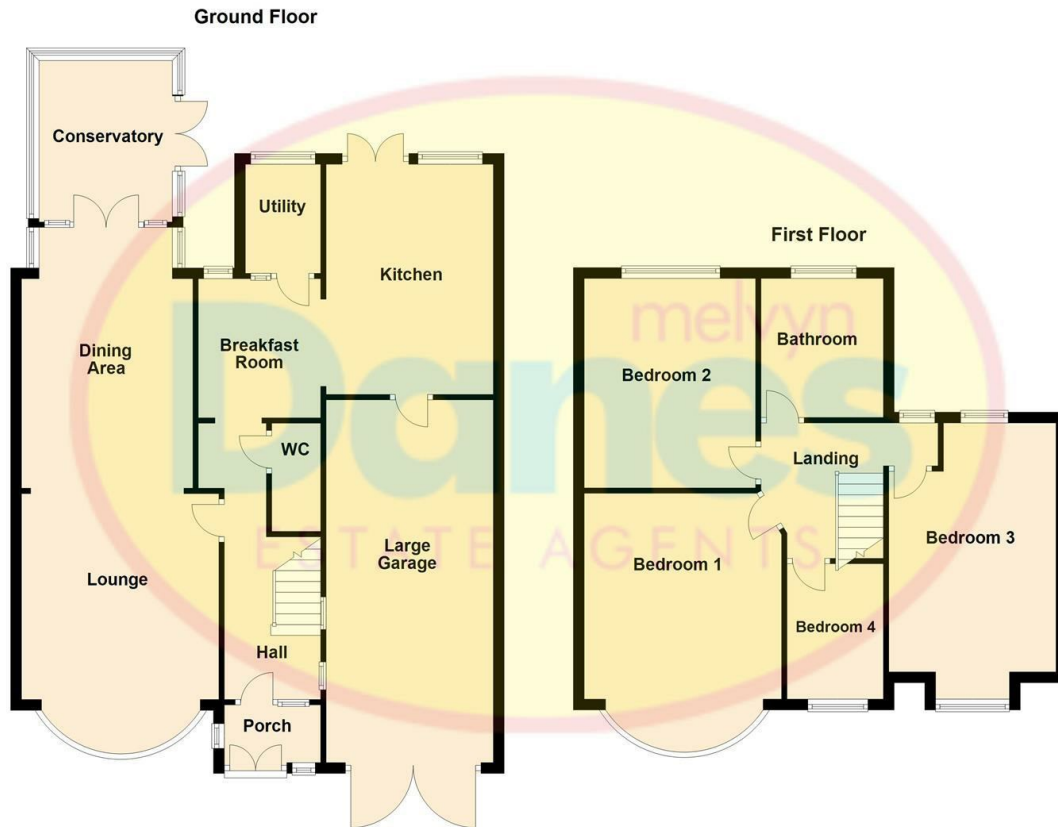 Ground Floor
Conservatory
Utility
Kitchen
Breakfast
Room
Dining
Area
WC
Lounge
Large
Garage
Hall
Porch
First Floor
Bedroom 2
Bathroom
Landing
Bedroom 1
Bedroom 3
Bedroom 4
melvyn
Danes
ESTATE AGENTS